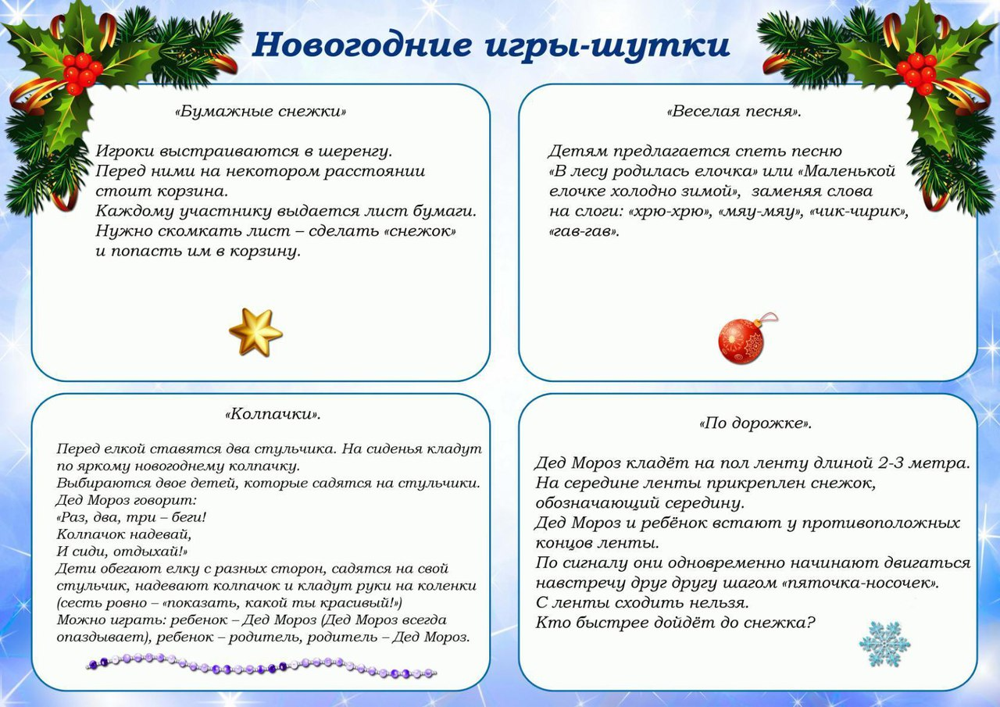 Новогодние игры-шутки
«Бумажные снежки»
Игроки выстраиваются в шеренгу.
Перед ними на некотором расстоянии
стоит корзина.
Каждому участнику выдается лист бумаги.
Нужно скомкать лист – сделать «снежок»
и попасть им в корзину.
«Веселая песня».
Детям предлагается спеть песню
«В лесу родилась елочка» или «Маленькой
елочке холодно зимой», заменяя слова
на слоги: «хрю-хрю», «мяу-мяу», «чик-чирик»,
«гав-гав».
«Колпачки».
Перед елкой ставятся два стульчика. На сиденья кладут
по яркому новогоднему колпачку.
Выбираются двое детей, которые садятся на стульчики.
Дед Мороз говорит:
«Раз, два, три – беги!
Колпачок надевай,
И сиди, отдыхай!»
Дети обегают елку с разных сторон, садятся на свой
стульчик, надевают колпачок и кладут руки на коленки
(сесть ровно – «показать, какой ты красивый!»)
Можно играть: ребенок – Дед Мороз (Дед Мороз всегда
опаздывает), ребенок – родитель, родитель – Дед Мороз.
«По дорожке».
Дед Мороз кладёт на пол ленту длиной 2-3 метра.
На середине ленты прикреплен снежок,
обозначающий середину.
Дед Мороз и ребёнок встают у противоположных
концов ленты.
По сигналу они одновременно начинают двигаться
навстречу друг другу шагом «пяточка-носочек».
С ленты сходить нельзя.
Кто быстрее дойдёт до снежка?